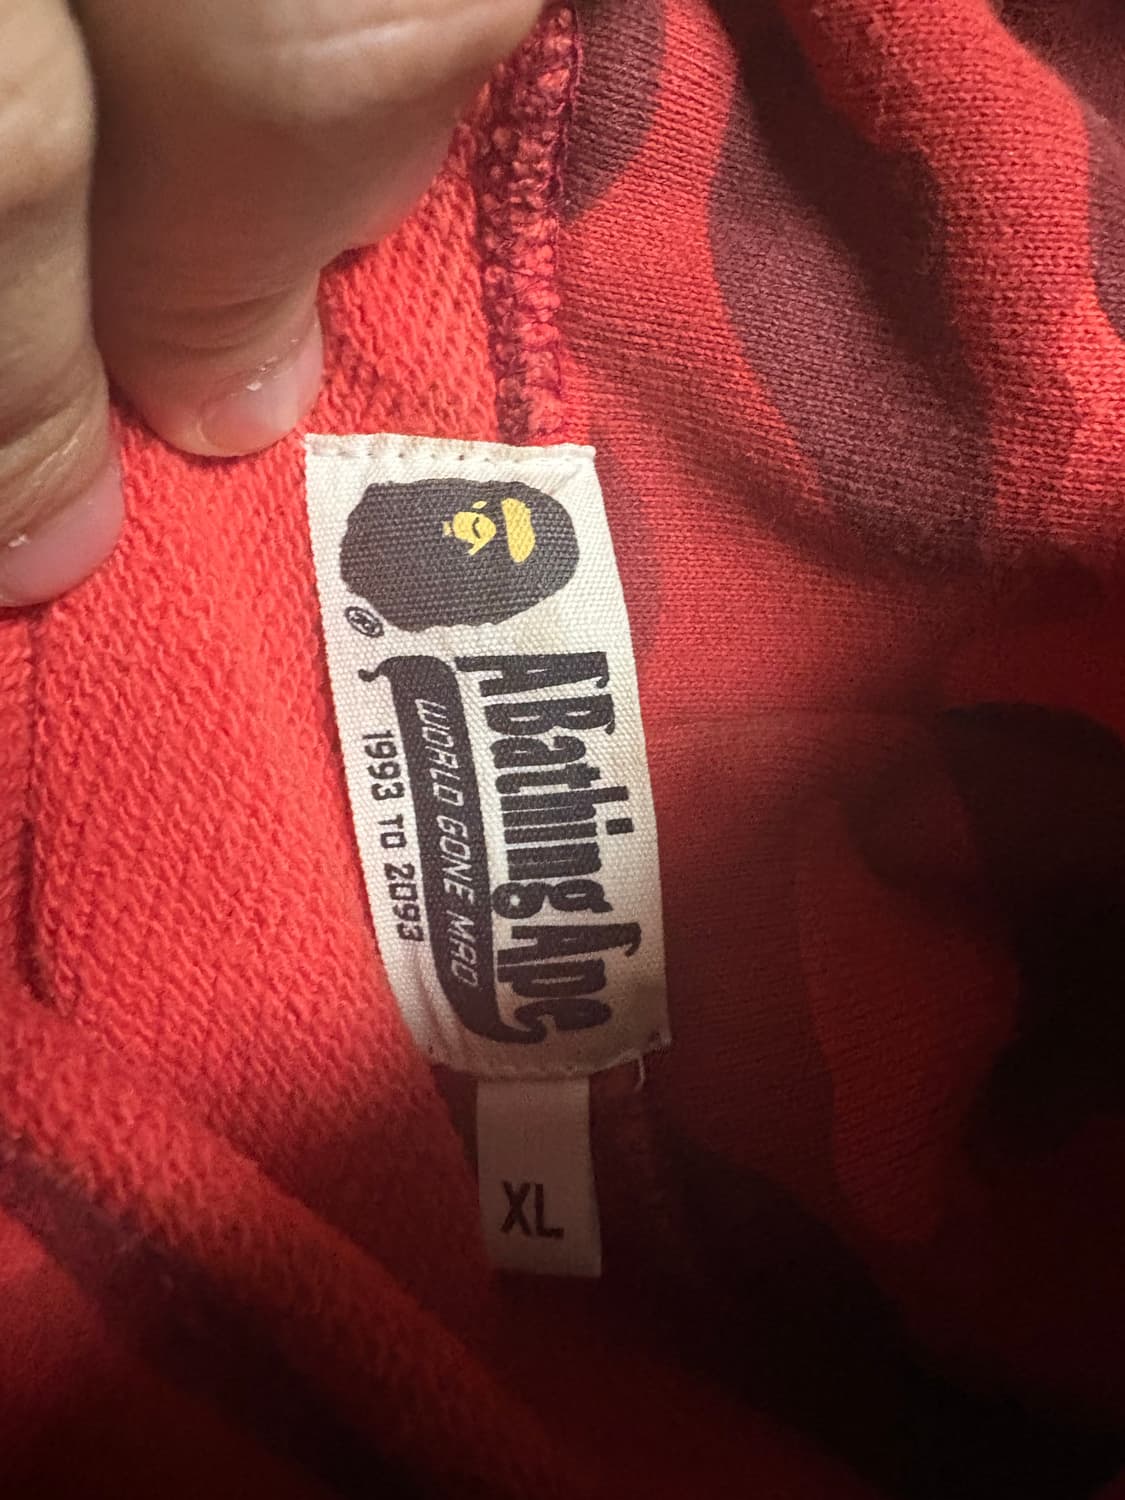 ®
A Bathing Ape
WORLD GONE MAD
1993 TO 2093
XL